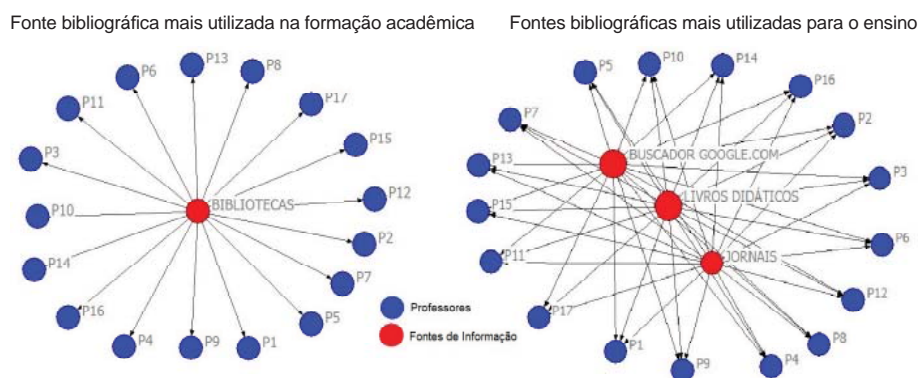 Fonte bibliográfica mais utilizada na formação acadêmica
Fontes bibliográficas mais utilizadas para o ensino
P13
P6
P8
P11
P17
P3
P15
BIBLIOTECAS
P12
P10
P2
P14
P7
P16
P5
P4
P9
P1
Professores
Fontes de Informação
P10
P14
P5
P16
P7
P2
BUSCADOR GOOGLE.COM
P13
P3
LIVROS DIDÁTICOS
P15
P6
JORNAIS
P11
P12
P17
P8
P1
P4
P9